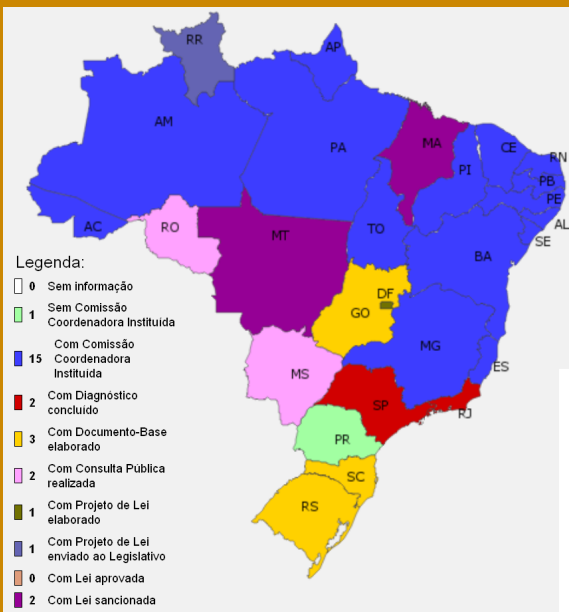 RR
AP
AM
PA
MA
CE
RN
PI
PB
PE
AC
RO
TO
AL
SE
MT
BA
DF
GO
MG
ES
MS
SP
RJ
PR
SC
RS
Legenda:
0 Sem informação
1 Sem Comissão
Coordenadora Instituída
15 Com Comissão
Coordenadora
Instituída
2 Com Diagnóstico
concluído
3 Com Documento-Base
elaborado
2 Com Consulta Pública
realizada
1 Com Projeto de Lei
elaborado
1 Com Projeto de Lei
enviado ao Legislativo
0 Com Lei aprovada
2 Com Lei sancionada